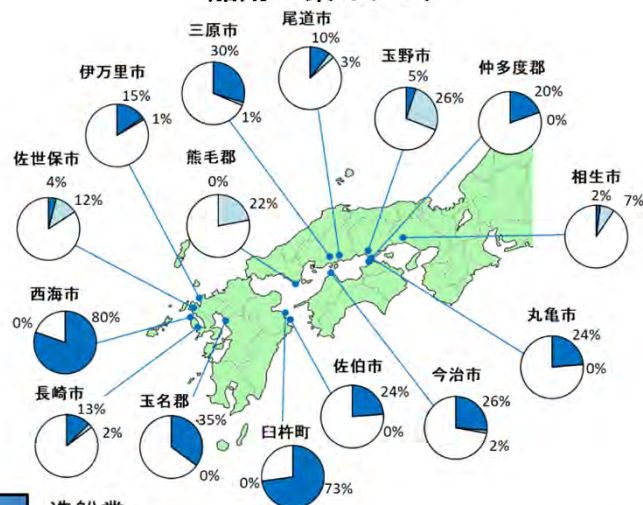 尾道市
10%
3%
三原市
30%
1%
玉野市
5%
26%
仲多度郡
20%
0%
伊万里市
15%
1%
佐世保市
4%
12%
熊毛郡
0%
22%
相生市
2%
7%
西海市
0%
80%
丸亀市
24%
0%
長崎市
13%
2%
玉名郡
35%
0%
臼杵町
0%
73%
佐伯市
24%
0%
今治市
26%
2%